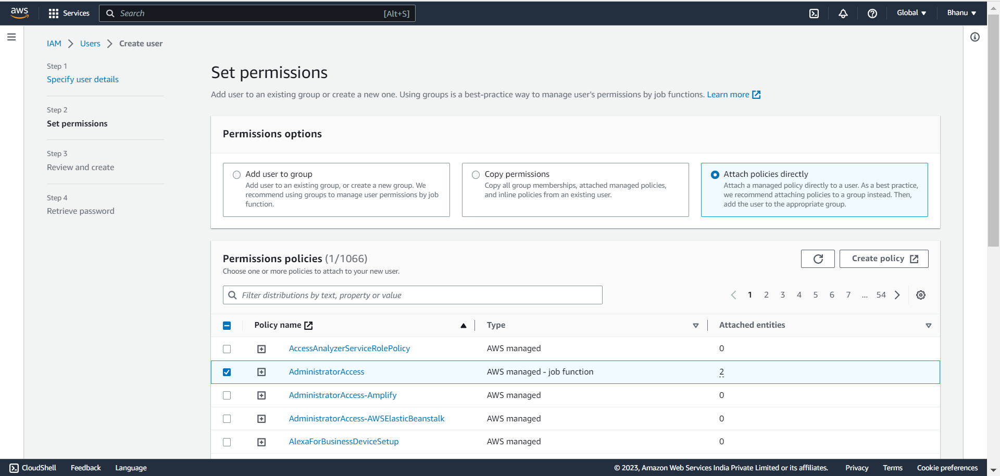 aws
Services
Search
[Alt+S]
Global
Bhanu
IAM
Users
Create user
Step 1
Specify user details
Step 2
Set permissions
Step 3
Review and create
Step 4
Retrieve password
Set permissions
Add user to an existing group or create a new one. Using groups is a best-practice way to manage user's permissions by job functions. Learn more
Permissions options
Add user to group
Add user to an existing group, or create a new group. We
recommend using groups to manage user permissions by job
function.
Copy permissions
Copy all group memberships, attached managed policies,
and inline policies from an existing user.
Attach policies directly
Attach a managed policy directly to a user. As a best practice,
we recommend attaching policies to a group instead. Then,
add the user to the appropriate group.
Permissions policies (1/1066)
Choose one or more policies to attach to your new user.
Create policy
Filter distributions by text, property or value
1 2 3 4 5 6 7 ... 54
Policy name Type Attached entities
AccessAnalyzerServiceRolePolicy AWS managed 0
AdministratorAccess AWS managed - job function 2
AdministratorAccess-Amplify AWS managed 0
AdministratorAccess-AWSElasticBeanstalk AWS managed 0
AlexaForBusinessDeviceSetup AWS managed 0
CloudShell Feedback Language © 2023, Amazon Web Services India Private Limited or its affiliates. Privacy Terms Cookie preferences